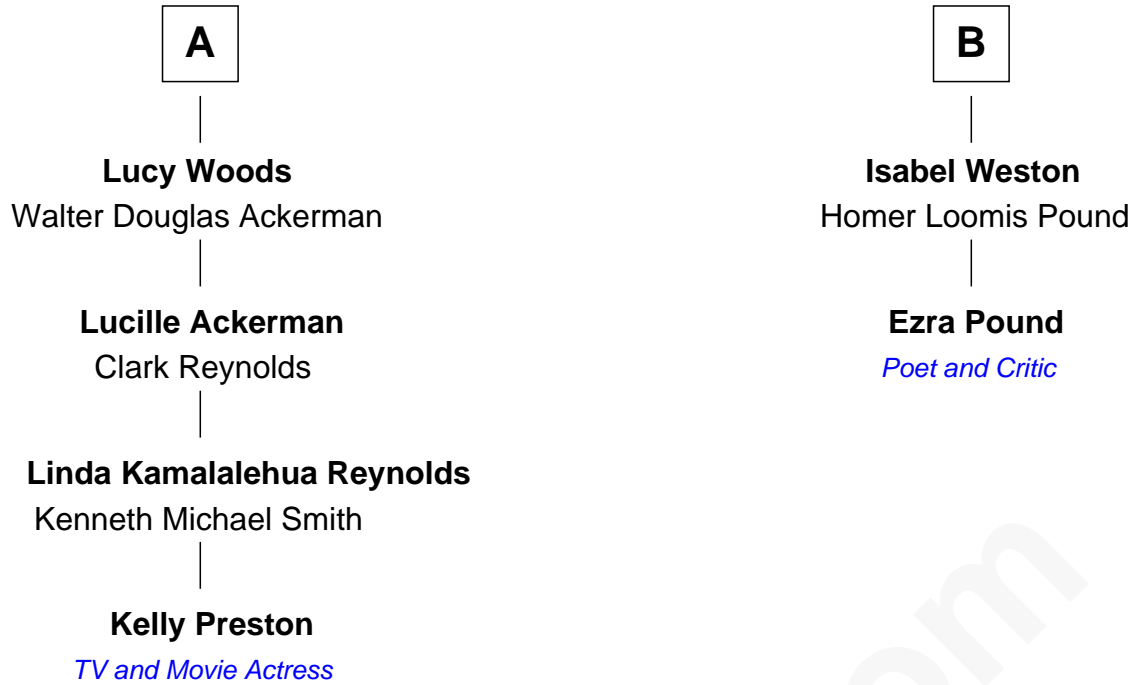 A
Lucy Woods
Walter Douglas Ackerman
Lucille Ackerman
Clark Reynolds
Linda Kamalalehua Reynolds
Kenneth Michael Smith
Kelly Preston
TV and Movie Actress
B
Isabel Weston
Homer Loomis Pound
Ezra Pound
Poet and Critic
om